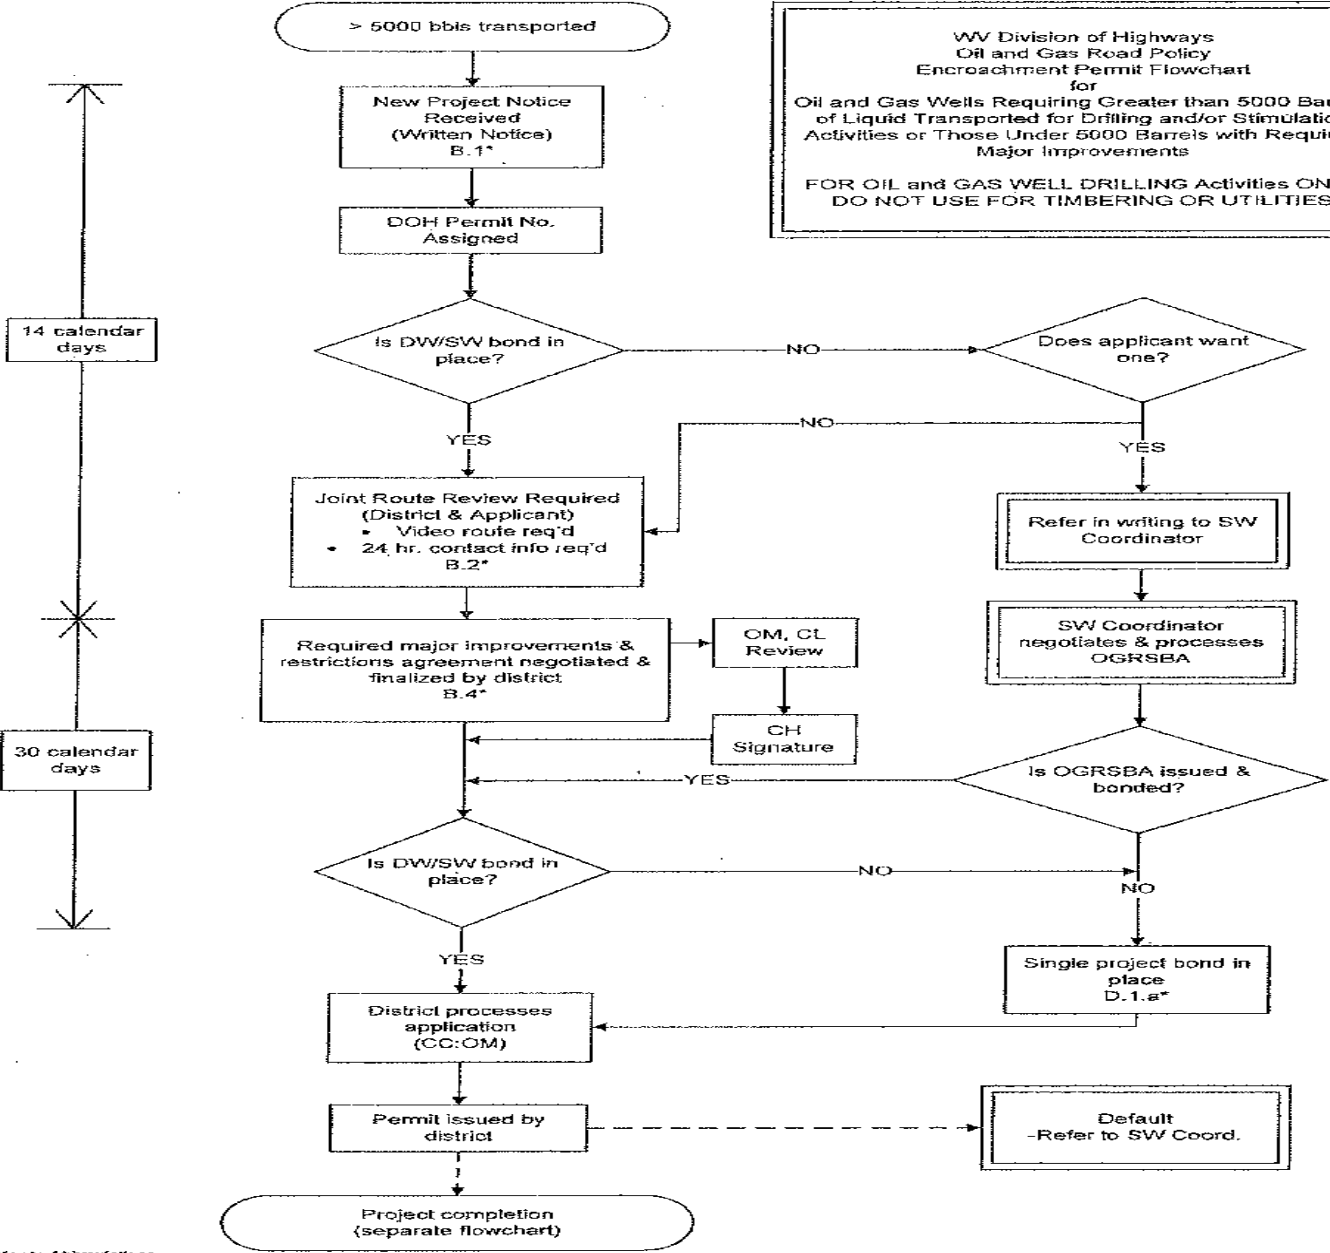 > 5000 bbls transported
WV Division of Highways
Oil and Gas Road Policy
Encroachment Permit Flowchart
for
Oil and Gas Wells Requiring Greater than 5000 Bar
of Liquid Transported for Drilling and/or Stimulatio
Activities or Those Under 5000 Barrels with Requir
Major Improvements
FOR OIL and GAS WELL DRILLING Activities ON
DO NOT USE FOR TIMBERING OR UTILITIES
New Project Notice
Received
(Written Notice)
B.1*
DOH Permit No.
Assigned
14 calendar
days
Is DW/SW bond in
place?
NO
Does applicant want
one?
YES
NO
YES
Joint Route Review Required
(District & Applicant)
• Video route req'd
• 24 hr. contact info req'd
B.2*
Refer in writing to SW
Coordinator
Required major improvements &
restrictions agreement negotiated &
finalized by district
B.4*
OM, CL
Review
SW Coordinator
negotiates & processes
OGRSBA
CH
Signature
30 calendar
days
YES
Is OGRSBA issued &
bonded?
Is DW/SW bond in
place?
NO
NO
YES
Single project bond in
place
D.1.a*
District processes
application
(CC:OM)
Permit issued by
district
Default
-Refer to SW Coord.
Project completion
(separate flowchart)